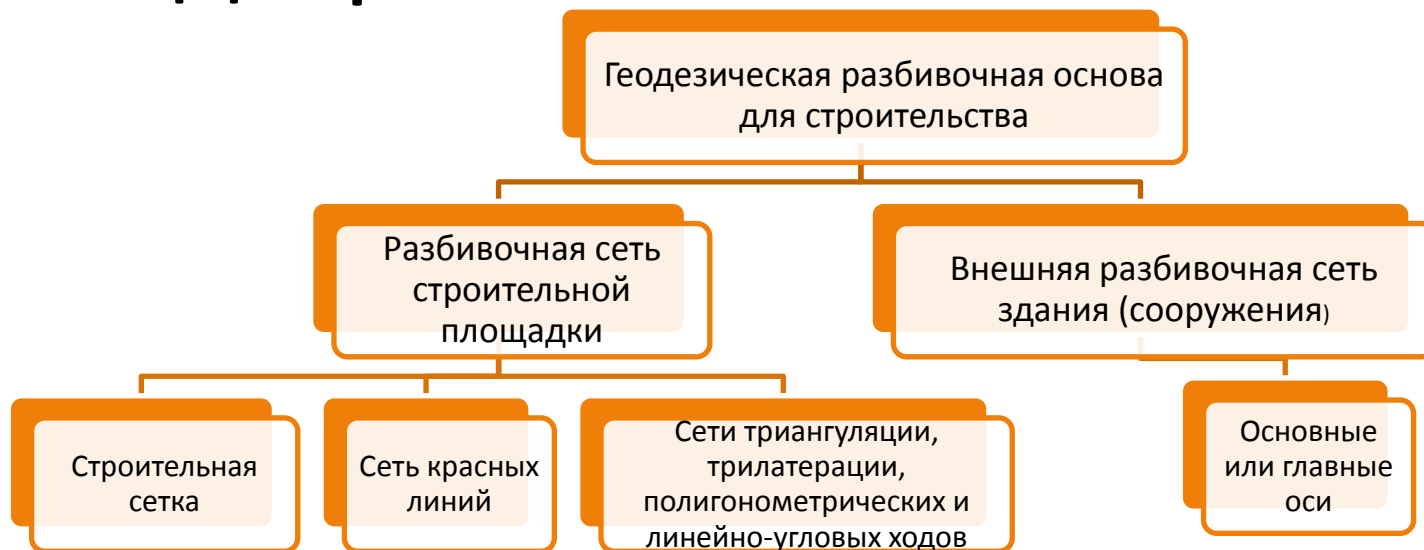 Геодезическая разбивочная основа
для строительства
Разбивочная сеть
строительной
площадки
Внешняя разбивочная сеть
здания (сооружения)
Строительная
сетка
Сеть красных
линий
Сети триангуляции,
трилатерации,
полигонометрических и
линейно-угловых ходов
Основные
или главные
оси